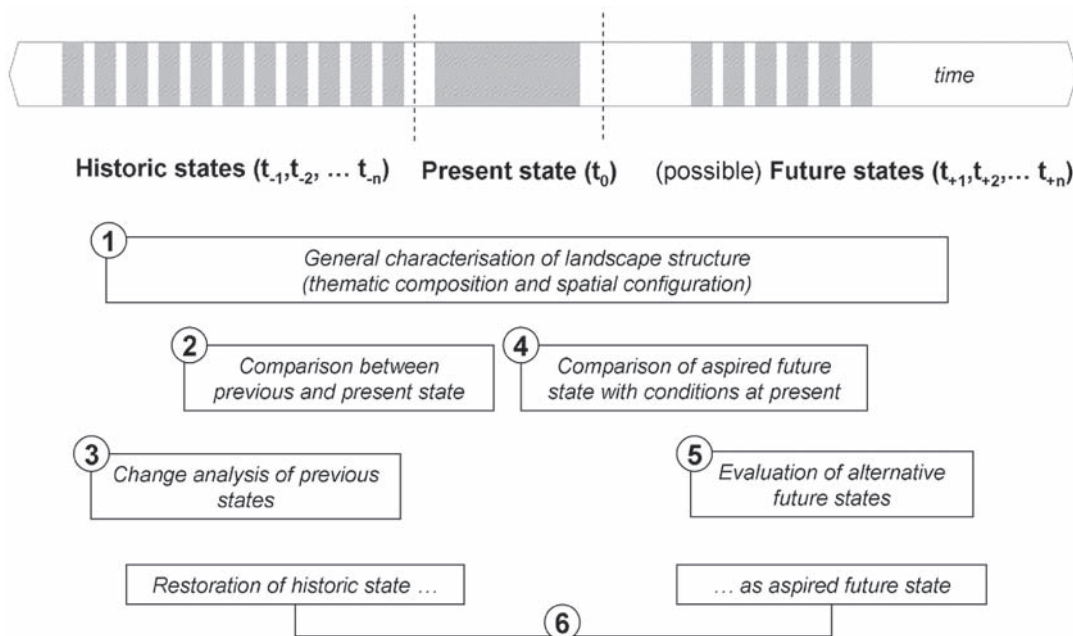 time
Historic states (t-1,t-2, … t-n) Present state (t0) (possible) Future states (t+1,t+2,… t+n)
1
General characterisation of landscape structure
(thematic composition and spatial configuration)
2
Comparison between
previous and present state
4
Comparison of aspired future
state with conditions at present
3
Change analysis of previous
states
5
Evaluation of alternative
future states
Restoration of historic state …
… as aspired future state
6